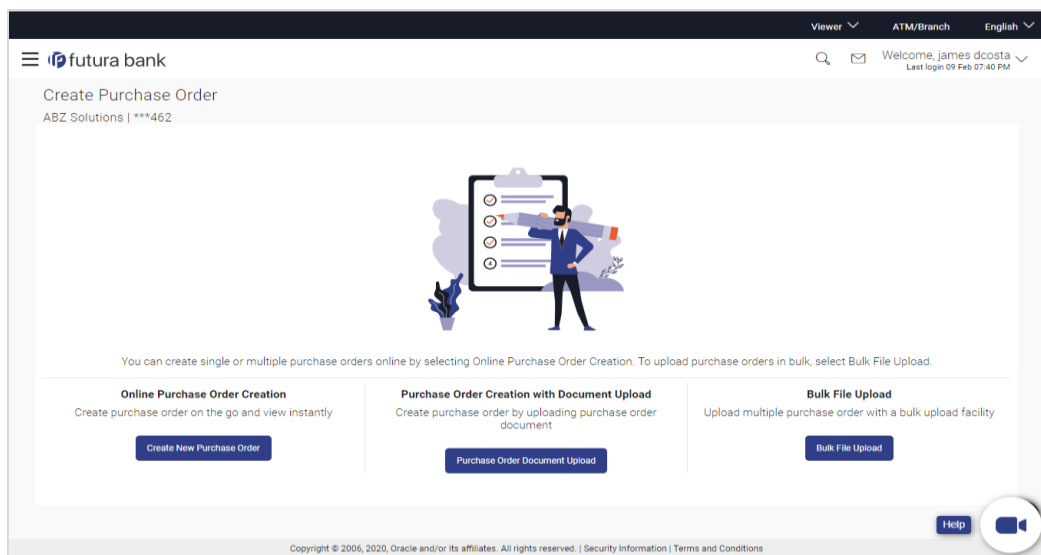 Viewer ATM/Branch English
futura bank Welcome, james dcosta
Last login 09 Feb 07:40 PM
Create Purchase Order
ABZ Solutions | ***462
4
You can create single or multiple purchase orders online by selecting Online Purchase Order Creation. To upload purchase orders in bulk, select Bulk File Upload.
Online Purchase Order Creation
Create purchase order on the go and view instantly
Create New Purchase Order
Purchase Order Creation with Document Upload
Create purchase order by uploading purchase order
document
Purchase Order Document Upload
Bulk File Upload
Upload multiple purchase order with a bulk upload facility
Bulk File Upload
Help
Copyright © 2006, 2020, Oracle and/or its affiliates. All rights reserved. | Security Information | Terms and Conditions